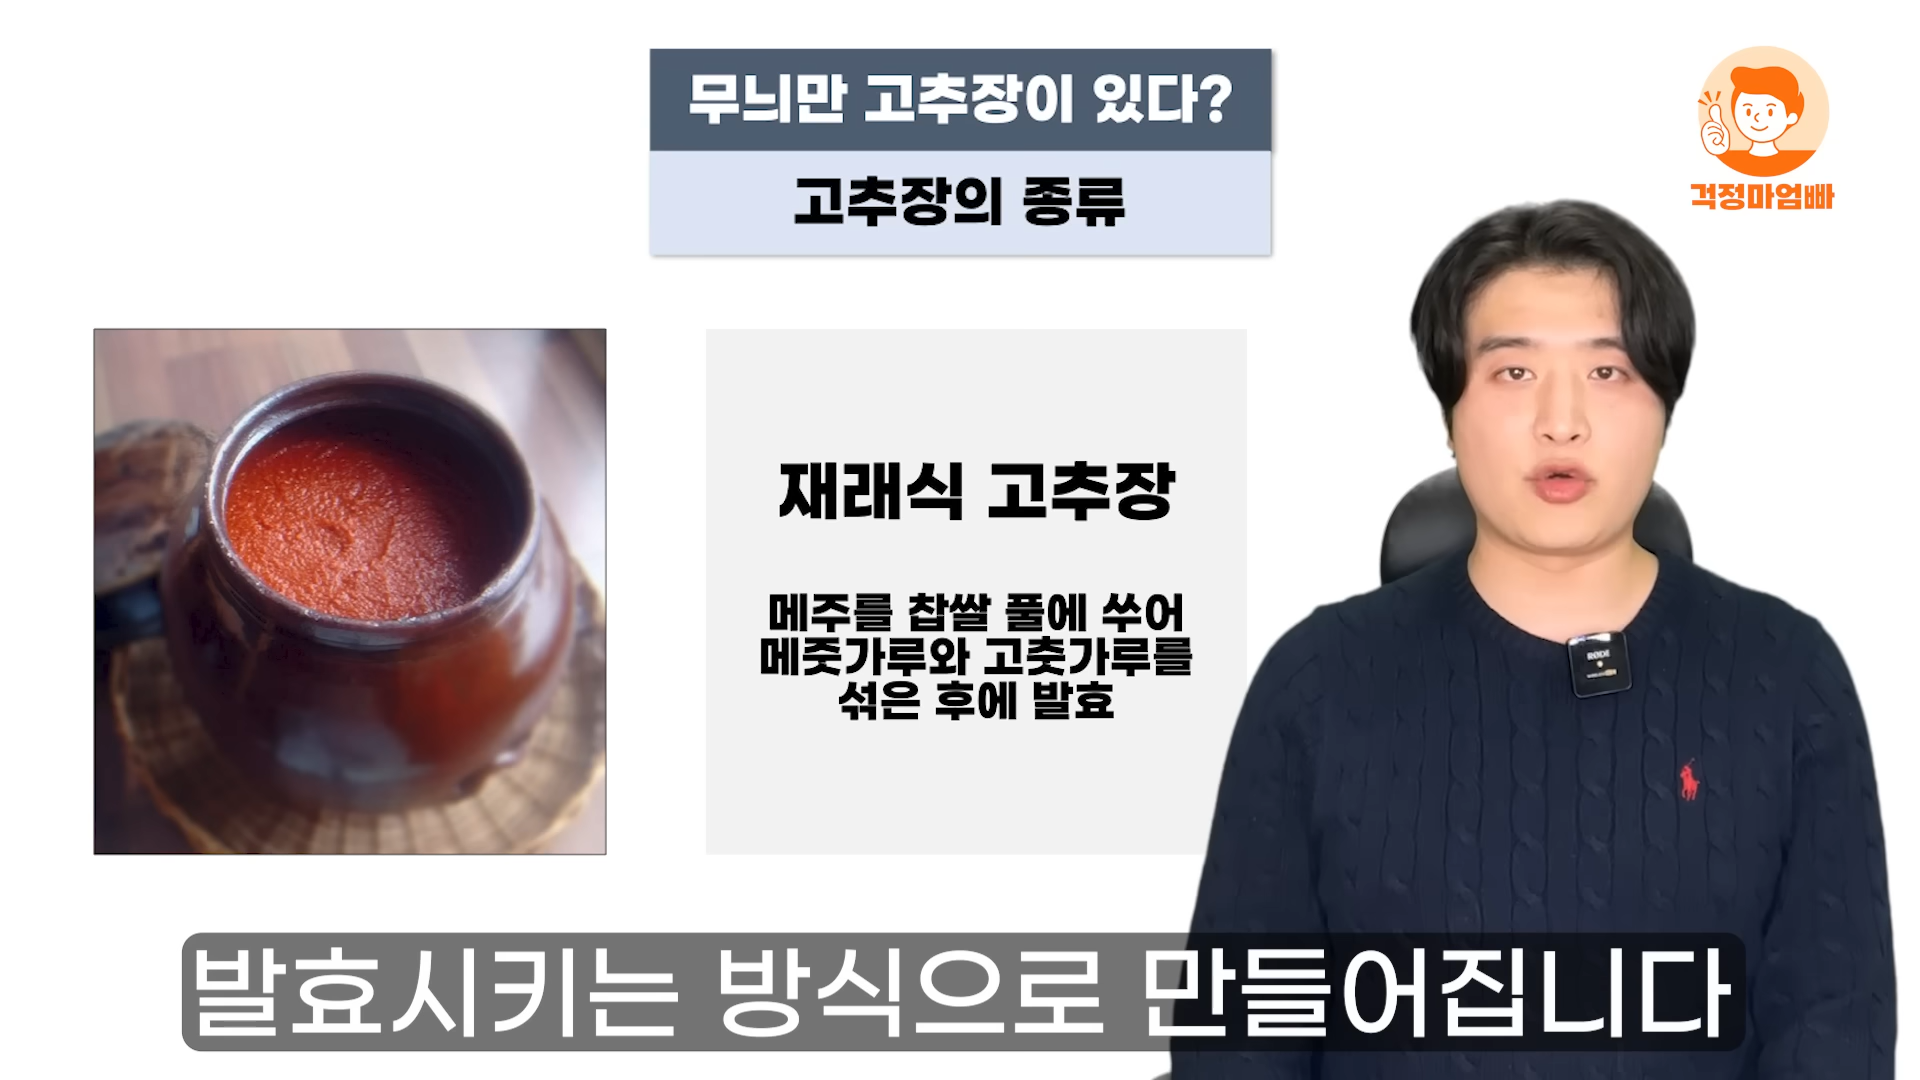 무늬만 고추장이 있다?
고추장의 종류
걱정마엄빠
재래식 고추장
메주를 찹쌀 풀에 쑤어
메줏가루와 고춧가루를
섞은 후에 발효
RØDE
발효시키는 방식으로 만들어집니다